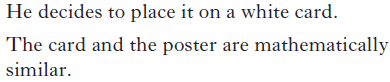 He decides to place it on a white card.
The card and the poster are mathematically
similar.